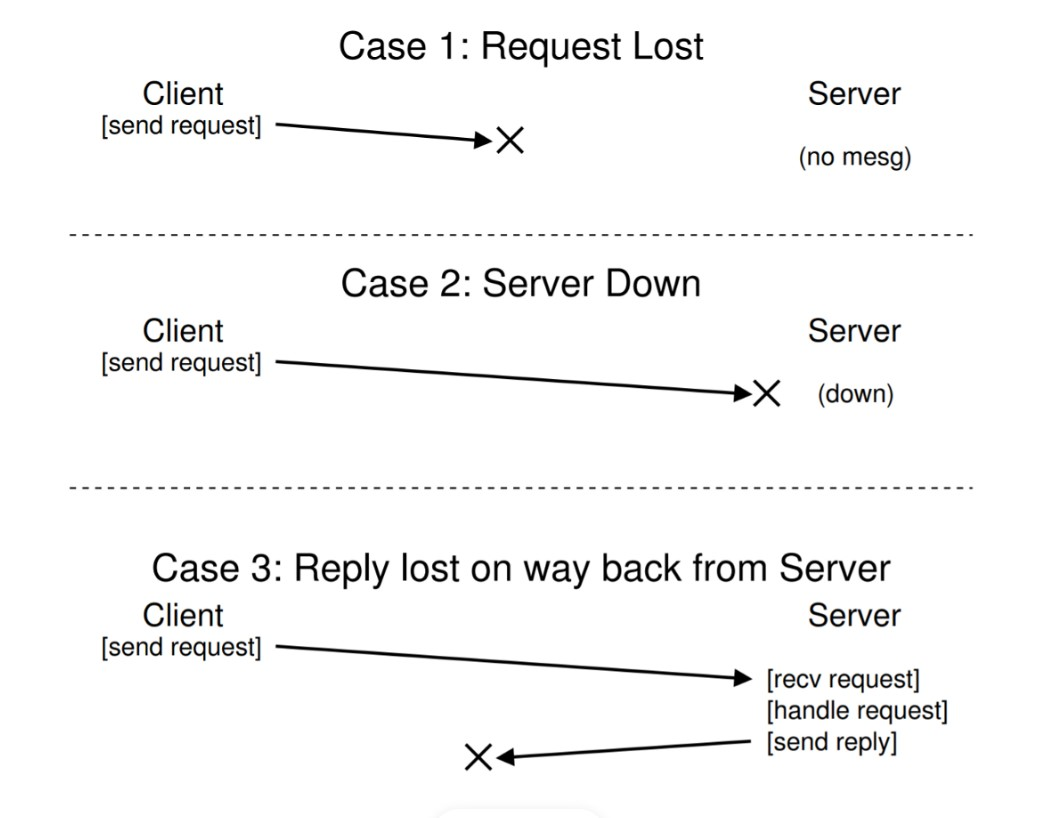 Case 1: Request Lost
Client
Server
[send request]
(no mesg)
Case 2: Server Down
Client
Server
[send request]
(down)
Case 3: Reply lost on way back from Server
Client
Server
[send request]
[recv request]
[handle request]
[send reply]